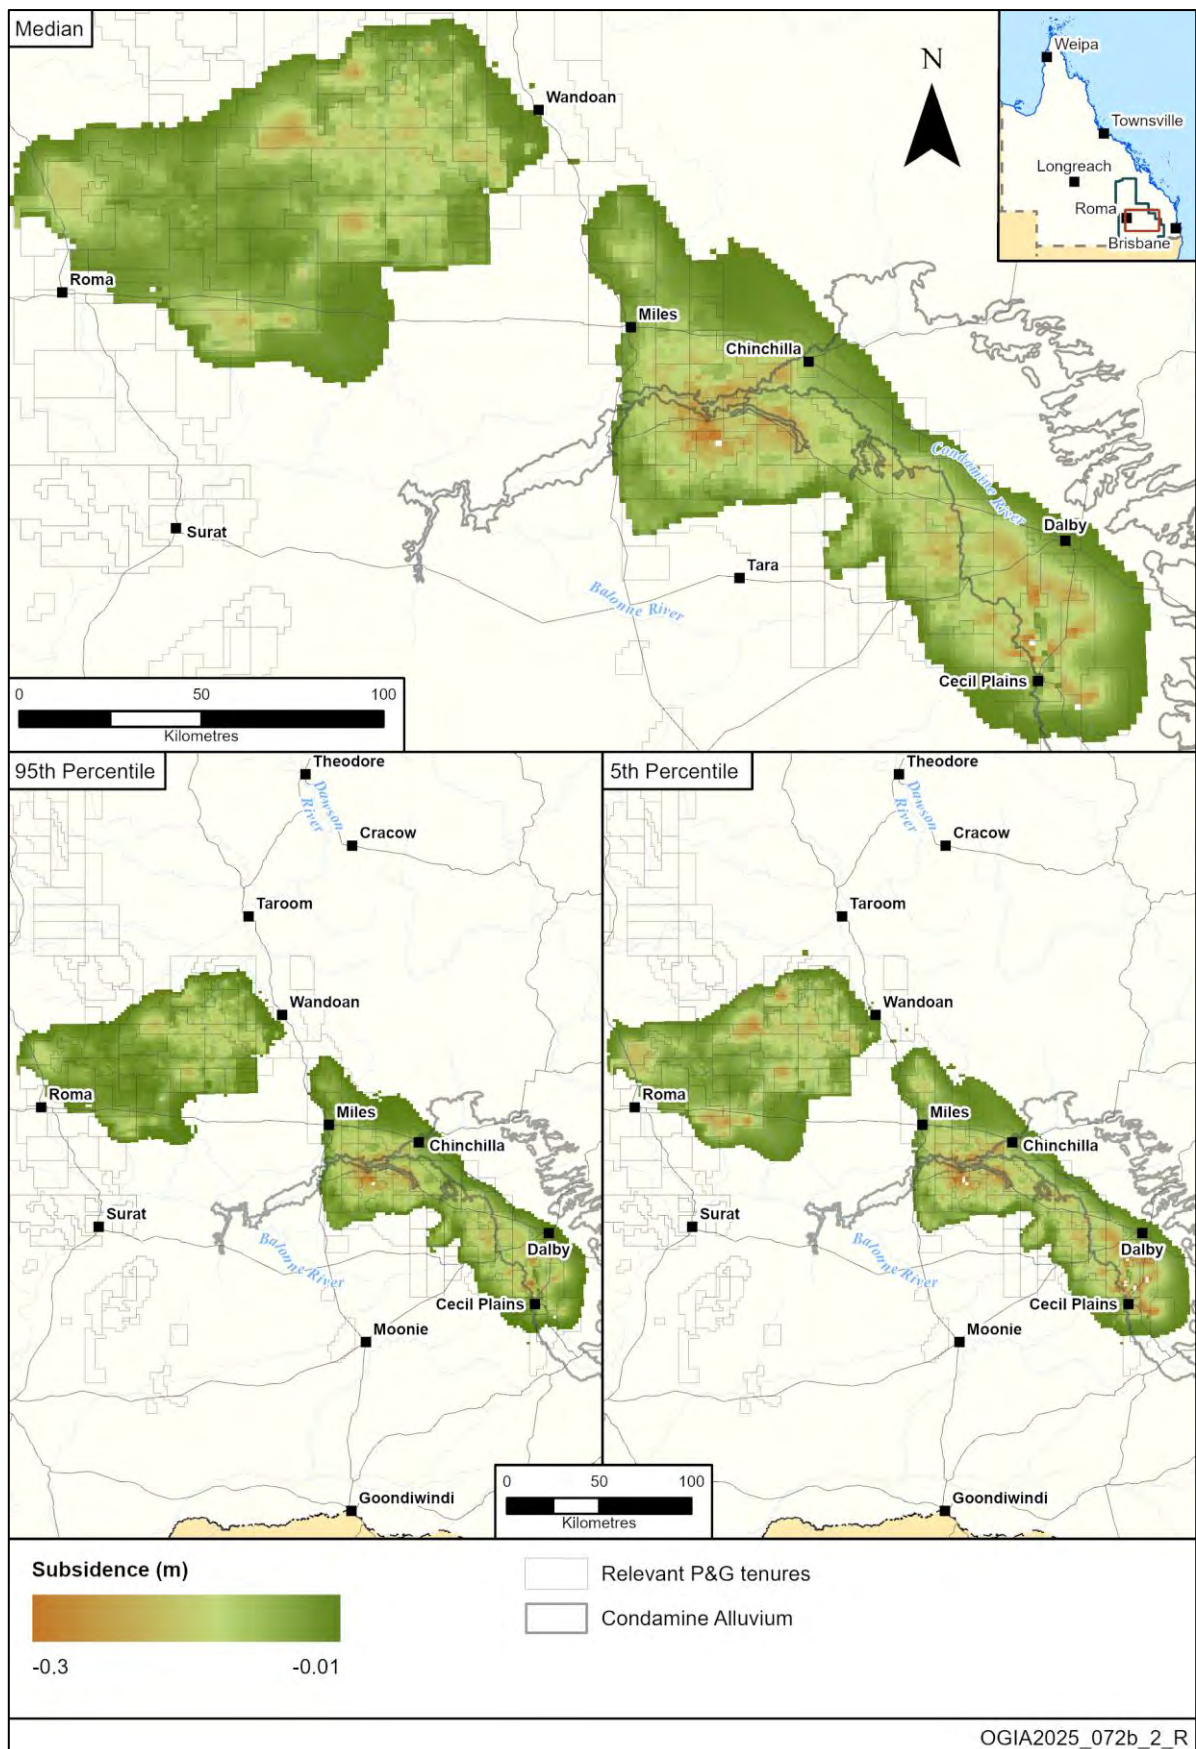 Median
N
Weipa
Townsville
Longreach
Roma
Brisbane
Wandoan
Roma
Miles
Chinchilla
Condamine River
Surat
Dalby
Tara
Balonne River
Cecil Plains
0 50 100
Kilometres
95th Percentile
Theodore
Dawson
River
Cracow
Taroom
Wandoan
Roma
Miles
Chinchilla
Surat
Balonne River
Dalby
Cecil Plains
Moonie
Goondiwindi
5th Percentile
Theodore
Dawson
River
Cracow
Taroom
Wandoan
Roma
Miles
Chinchilla
Surat
Balonne River
Dalby
Cecil Plains
Moonie
Goondiwindi
0 50 100
Kilometres
Subsidence (m)
-0.3 -0.01
Relevant P&G tenures
Condamine Alluvium
OGIA2025_072b_2_R